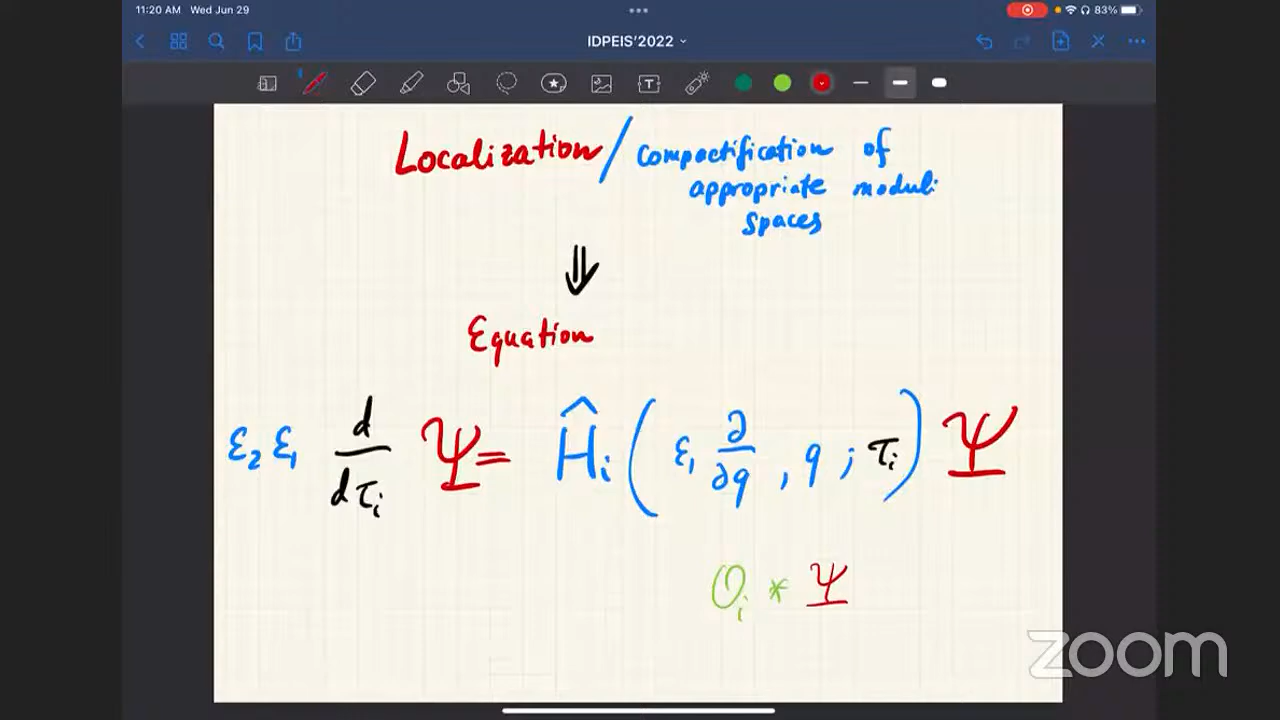 11:20 AM Wed Jun 29
83%
IDPEIS'2022
Localization / Compactification of
appropriate moduli
spaces
⇓
Equation
ε₂ ε₁ d/dτᵢ Ψ = Ĥᵢ ( ε₁ ∂/∂q , q ; τᵢ ) Ψ
Oᵢ * Ψ
zoom